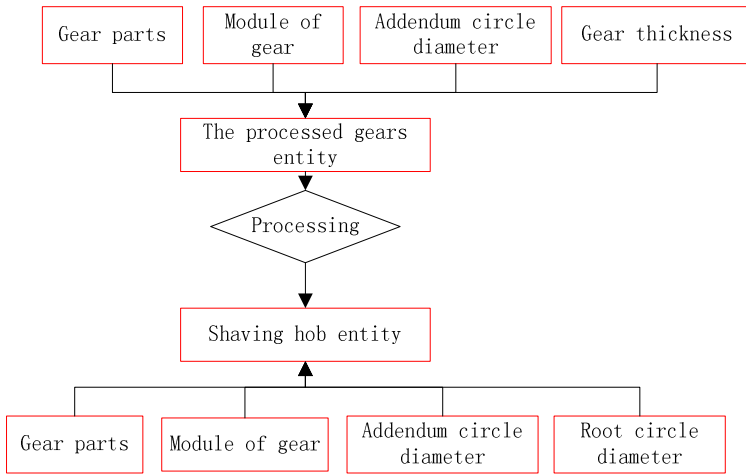 Gear parts
Module of
gear
Addendum circle
diameter
Gear thickness
The processed gears
entity
Processing
Shaving hob entity
Gear parts
Module of gear
Addendum circle
diameter
Root circle
diameter